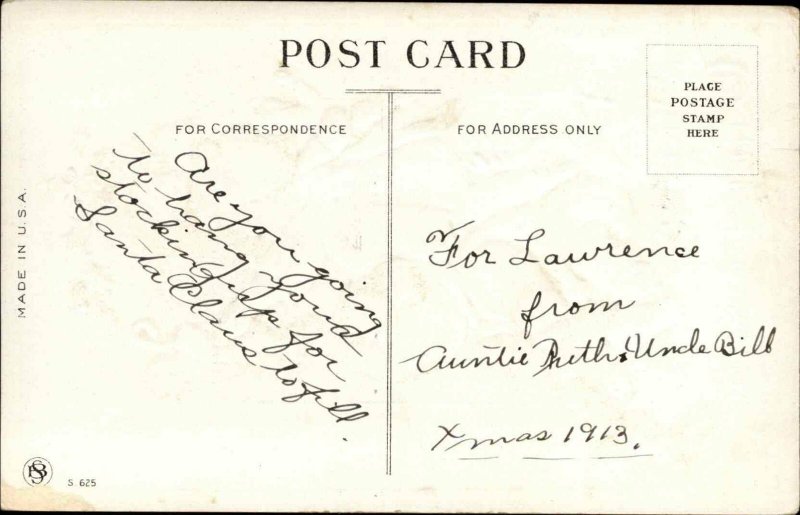 POST CARD
PLACE
POSTAGE
STAMP
HERE
FOR CORRESPONDENCE
FOR ADDRESS ONLY
Are you going
to hang your
stocking up for
Santa Claus to fill.
For Lawrence
from
Auntie Ruth & Uncle Bill
Xmas 1913.
MADE IN U.S.A.
S 625